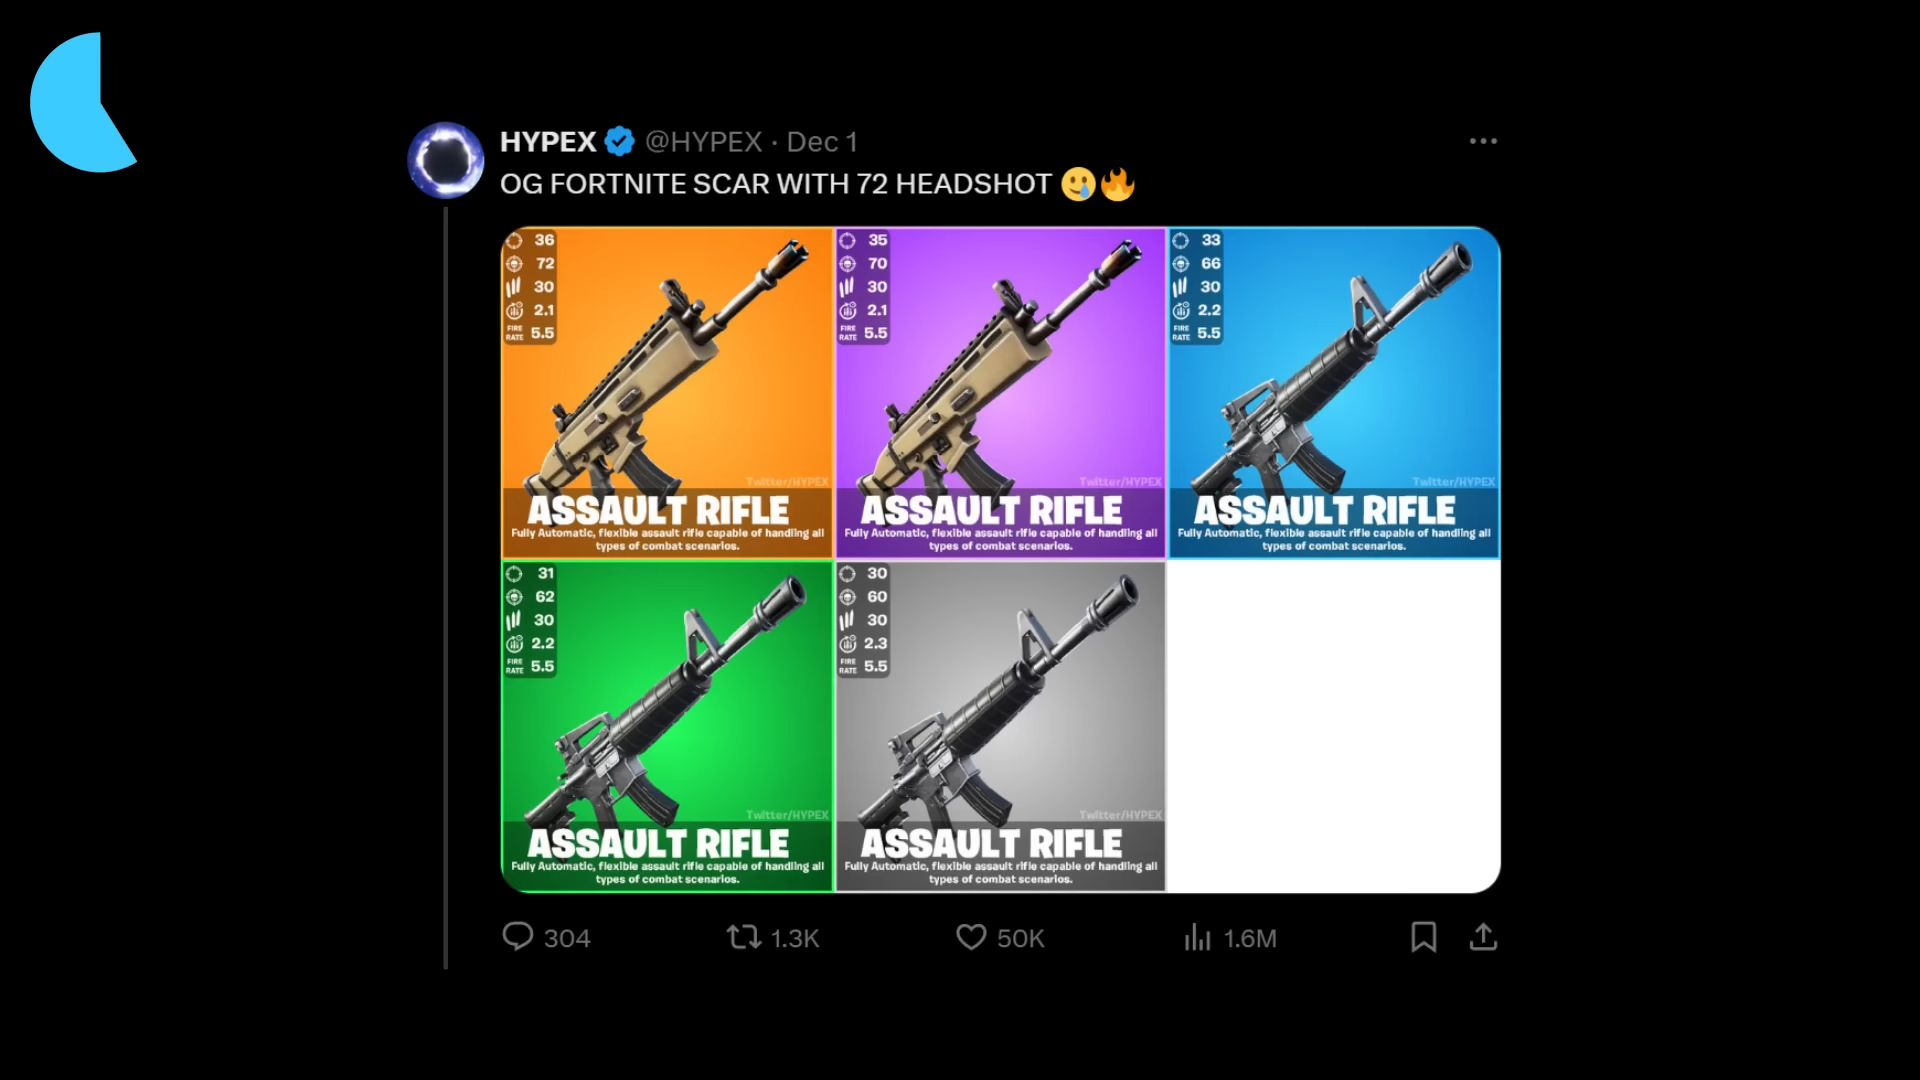 HYPEX @HYPEX · Dec 1
OG FORTNITE SCAR WITH 72 HEADSHOT 🥲🔥
36
72
30
2.1
FIRE RATE 5.5
Twitter/HYPEX
ASSAULT RIFLE
Fully Automatic, flexible assault rifle capable of handling all
types of combat scenarios.
35
70
30
2.1
FIRE RATE 5.5
Twitter/HYPEX
ASSAULT RIFLE
Fully Automatic, flexible assault rifle capable of handling all
types of combat scenarios.
33
66
30
2.2
FIRE RATE 5.5
Twitter/HYPEX
ASSAULT RIFLE
Fully Automatic, flexible assault rifle capable of handling all
types of combat scenarios.
31
62
30
2.2
FIRE RATE 5.5
Twitter/HYPEX
ASSAULT RIFLE
Fully Automatic, flexible assault rifle capable of handling all
types of combat scenarios.
30
60
30
2.3
FIRE RATE 5.5
Twitter/HYPEX
ASSAULT RIFLE
Fully Automatic, flexible assault rifle capable of handling all
types of combat scenarios.
304 1.3K 50K 1.6M